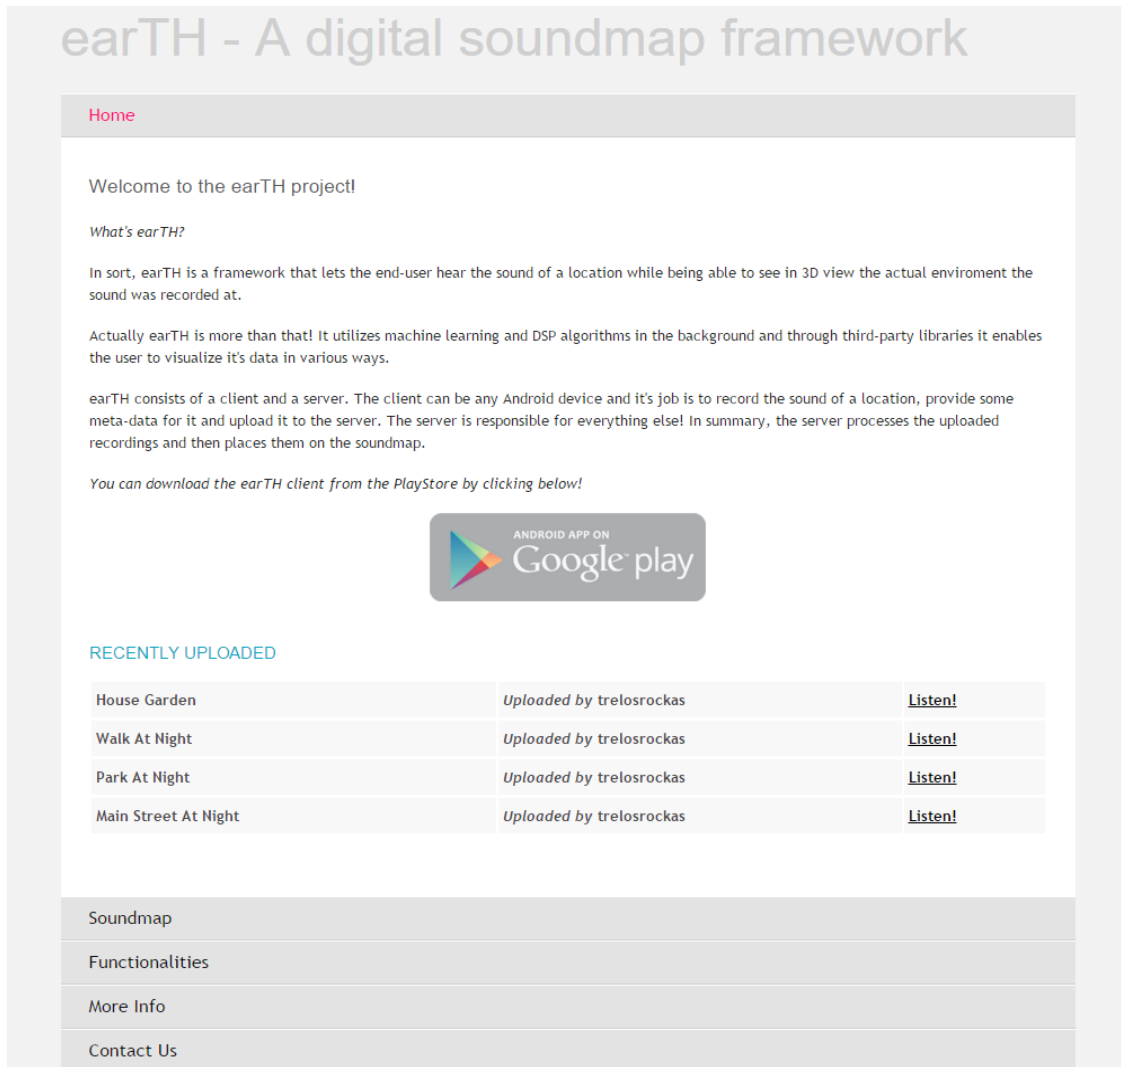 earTH - A digital soundmap framework
Home
Welcome to the earTH project!
What's earTH?
In sort, earTH is a framework that lets the end-user hear the sound of a location while being able to see in 3D view the actual enviroment the
sound was recorded at.
Actually earTH is more than that! It utilizes machine learning and DSP algorithms in the background and through third-party libraries it enables
the user to visualize it's data in various ways.
earTH consists of a client and a server. The client can be any Android device and it's job is to record the sound of a location, provide some
meta-data for it and upload it to the server. The server is responsible for everything else! In summary, the server processes the uploaded
recordings and then places them on the soundmap.
You can download the earTH client from the PlayStore by clicking below!
ANDROID APP ON
Google play
RECENTLY UPLOADED
House Garden Uploaded by trelosrockas Listen!
Walk At Night Uploaded by trelosrockas Listen!
Park At Night Uploaded by trelosrockas Listen!
Main Street At Night Uploaded by trelosrockas Listen!
Soundmap
Functionalities
More Info
Contact Us